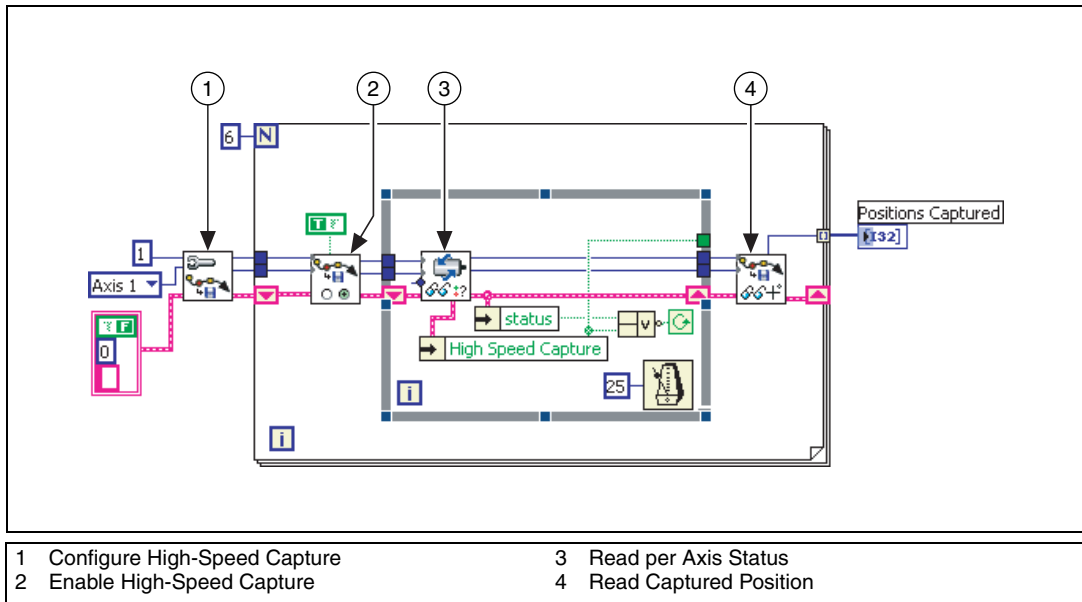 1
2
3
4
6 N
Positions Captured
[I32]
1
T
Axis 1
F
0
status
v
High Speed Capture
25
i
i
1 Configure High-Speed Capture
2 Enable High-Speed Capture
3 Read per Axis Status
4 Read Captured Position